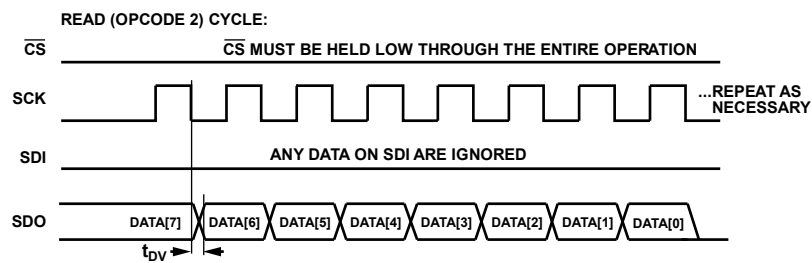 READ (OPCODE 2) CYCLE:
CS
CS MUST BE HELD LOW THROUGH THE ENTIRE OPERATION
SCK
...REPEAT AS
NECESSARY
SDI
ANY DATA ON SDI ARE IGNORED
SDO
DATA[7] DATA[6] DATA[5] DATA[4] DATA[3] DATA[2] DATA[1] DATA[0]
tDV